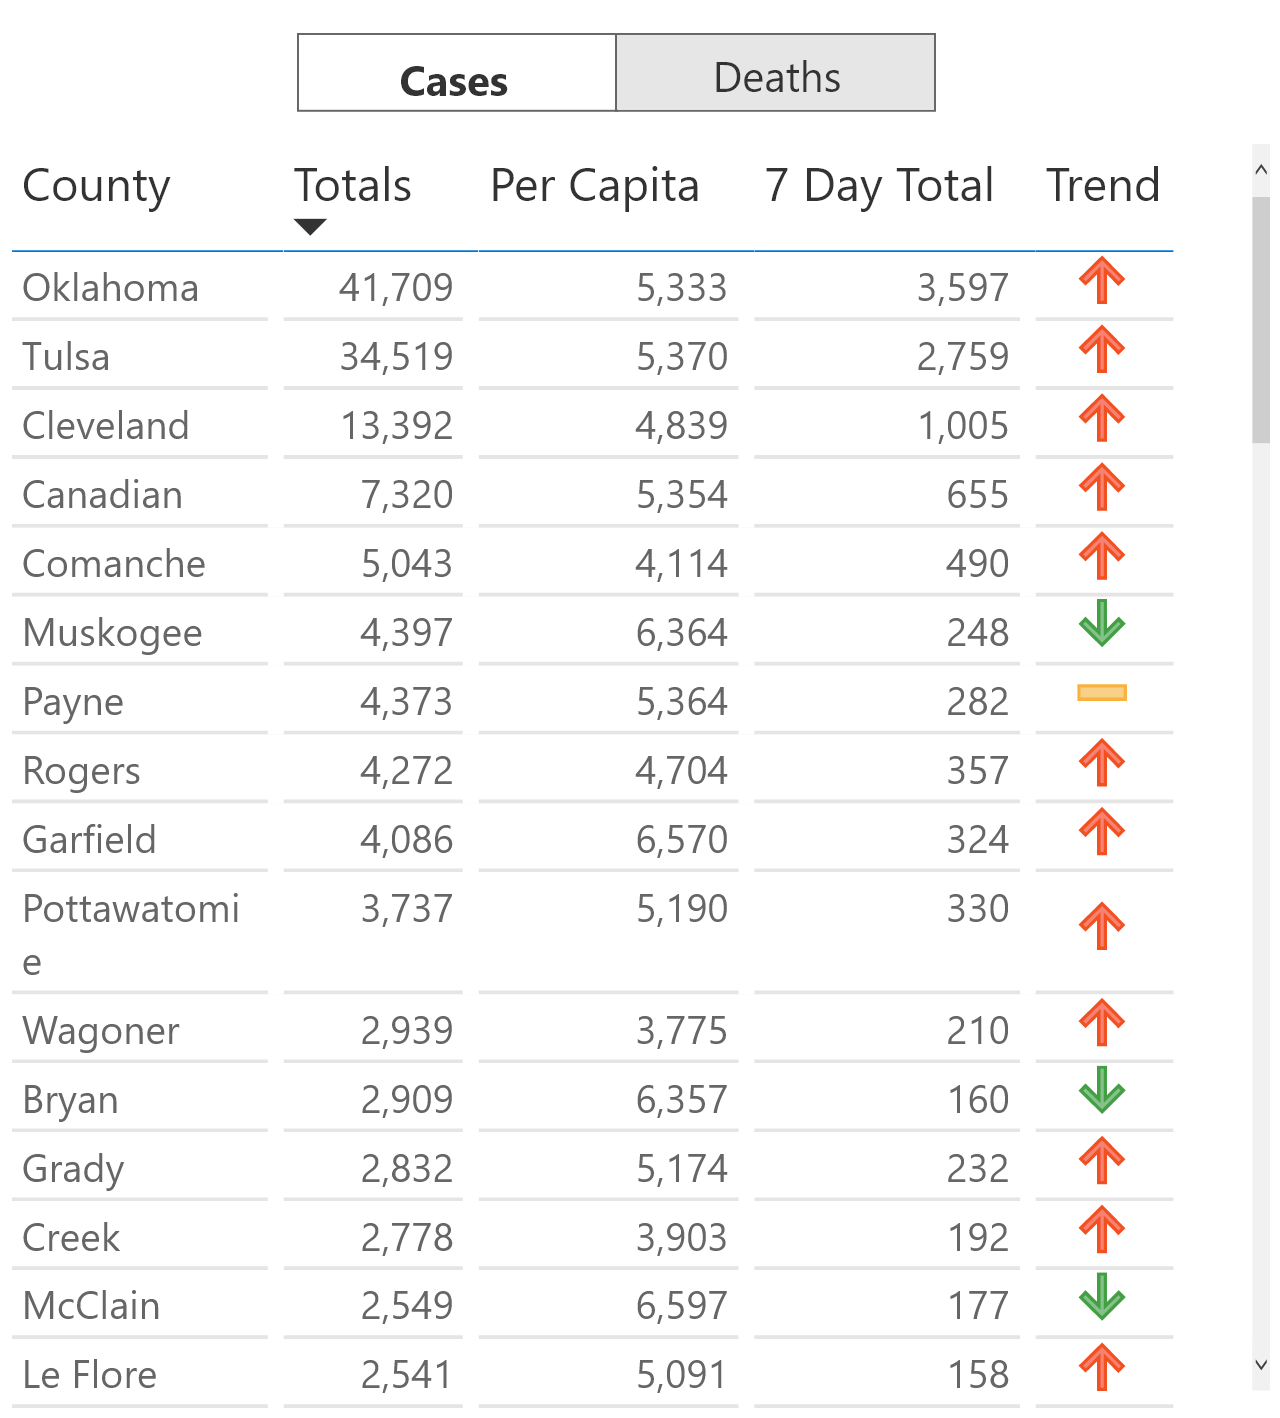 Cases Deaths
County Totals Per Capita 7 Day Total Trend
Oklahoma 41,709 5,333 3,597
Tulsa 34,519 5,370 2,759
Cleveland 13,392 4,839 1,005
Canadian 7,320 5,354 655
Comanche 5,043 4,114 490
Muskogee 4,397 6,364 248
Payne 4,373 5,364 282
Rogers 4,272 4,704 357
Garfield 4,086 6,570 324
Pottawatomi 3,737 5,190 330
e
Wagoner 2,939 3,775 210
Bryan 2,909 6,357 160
Grady 2,832 5,174 232
Creek 2,778 3,903 192
McClain 2,549 6,597 177
Le Flore 2,541 5,091 158